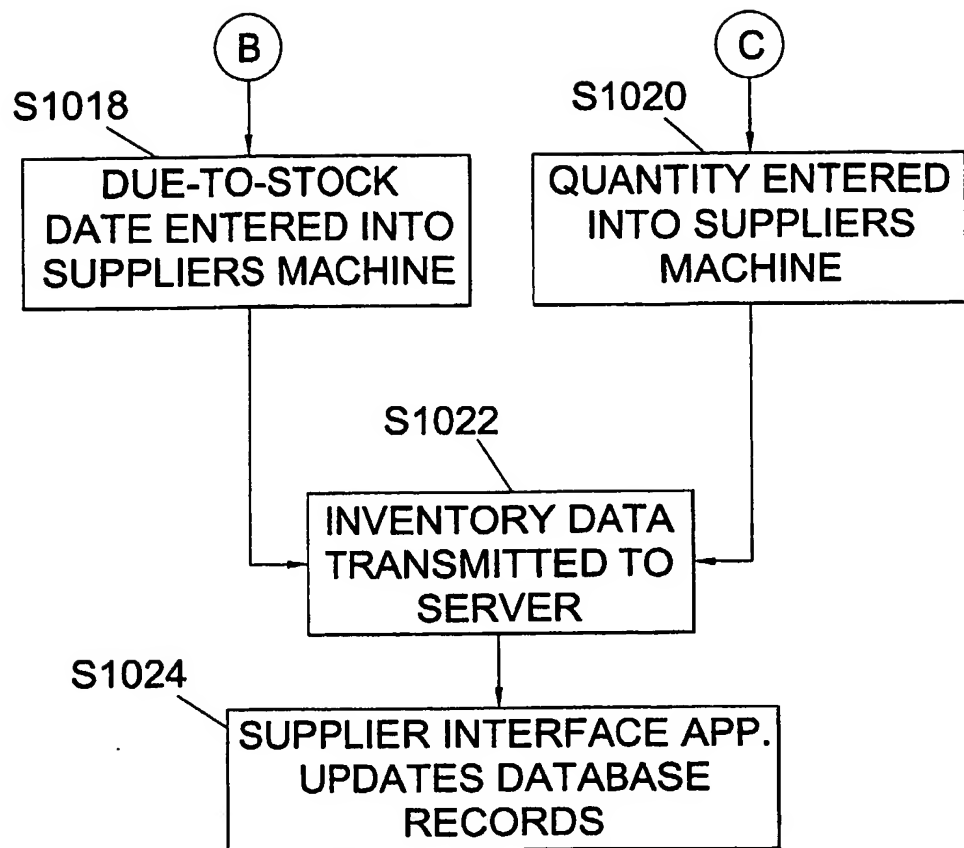 B
C
S1018
S1020
DUE-TO-STOCK
DATE ENTERED INTO
SUPPLIERS MACHINE
QUANTITY ENTERED
INTO SUPPLIERS
MACHINE
S1022
INVENTORY DATA
TRANSMITTED TO
SERVER
S1024
SUPPLIER INTERFACE APP.
UPDATES DATABASE
RECORDS